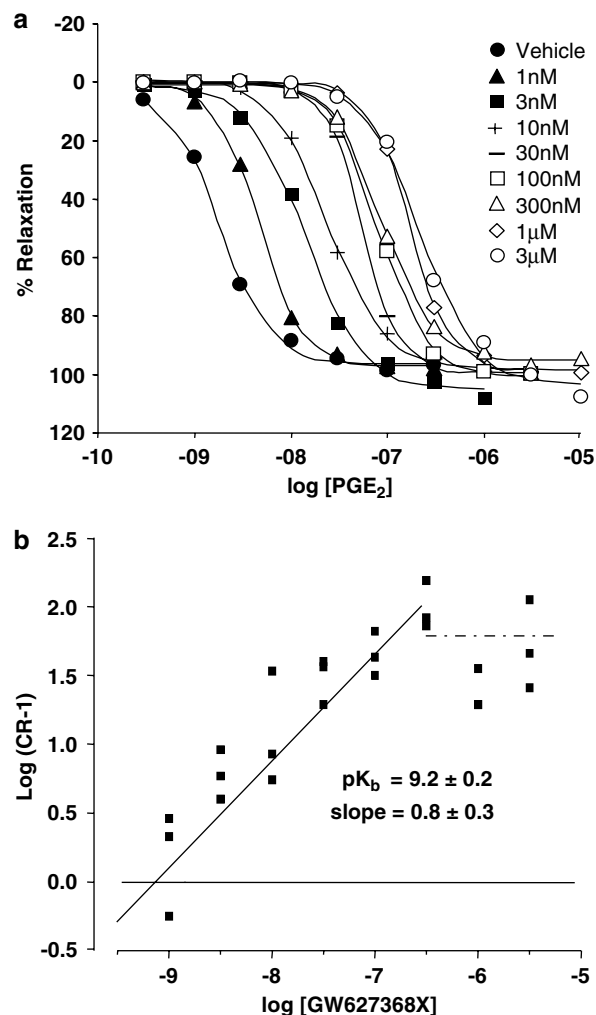 a
-20
0
20
40
60
80
100
120
% Relaxation
-10 -09 -08 -07 -06 -05
log [PGE₂]
Vehicle
1nM
3nM
10nM
30nM
100nM
300nM
1μM
3μM
b
2.5
2.0
1.5
1.0
0.5
0.0
-0.5
Log (CR-1)
pK_b = 9.2 ± 0.2
slope = 0.8 ± 0.3
-9 -8 -7 -6 -5
log [GW627368X]